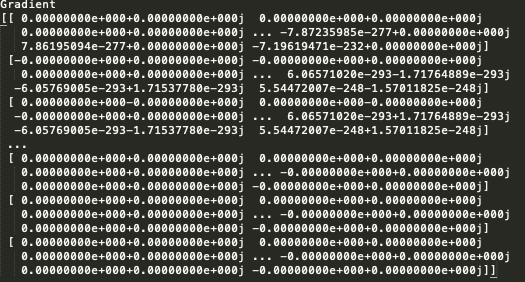 Gradient
[[ 0.00000000e+000+0.00000000e+000j  0.00000000e+000+0.00000000e+000j
   0.00000000e+000+0.00000000e+000j ... -7.87235985e-277+0.00000000e+000j
   7.86195094e-277+0.00000000e+000j -7.19619471e-232+0.00000000e+000j]
 [-0.00000000e+000+0.00000000e+000j -0.00000000e+000+0.00000000e+000j
  -0.00000000e+000+0.00000000e+000j ...  6.06571020e-293-1.71764889e-293j
  -6.05769005e-293+1.71537780e-293j  5.54472007e-248-1.57011825e-248j]
 [ 0.00000000e+000-0.00000000e+000j  0.00000000e+000-0.00000000e+000j
  -0.00000000e+000+0.00000000e+000j ...  6.06571020e-293+1.71764889e-293j
  -6.05769005e-293-1.71537780e-293j  5.54472007e-248+1.57011825e-248j]
 ...
 [ 0.00000000e+000+0.00000000e+000j  0.00000000e+000+0.00000000e+000j
   0.00000000e+000+0.00000000e+000j ... -0.00000000e+000+0.00000000e+000j
   0.00000000e+000+0.00000000e+000j -0.00000000e+000+0.00000000e+000j]
 [ 0.00000000e+000+0.00000000e+000j  0.00000000e+000+0.00000000e+000j
   0.00000000e+000+0.00000000e+000j ... -0.00000000e+000+0.00000000e+000j
   0.00000000e+000+0.00000000e+000j -0.00000000e+000+0.00000000e+000j]
 [ 0.00000000e+000+0.00000000e+000j  0.00000000e+000+0.00000000e+000j
   0.00000000e+000+0.00000000e+000j ... -0.00000000e+000+0.00000000e+000j
   0.00000000e+000+0.00000000e+000j -0.00000000e+000+0.00000000e+000j]]